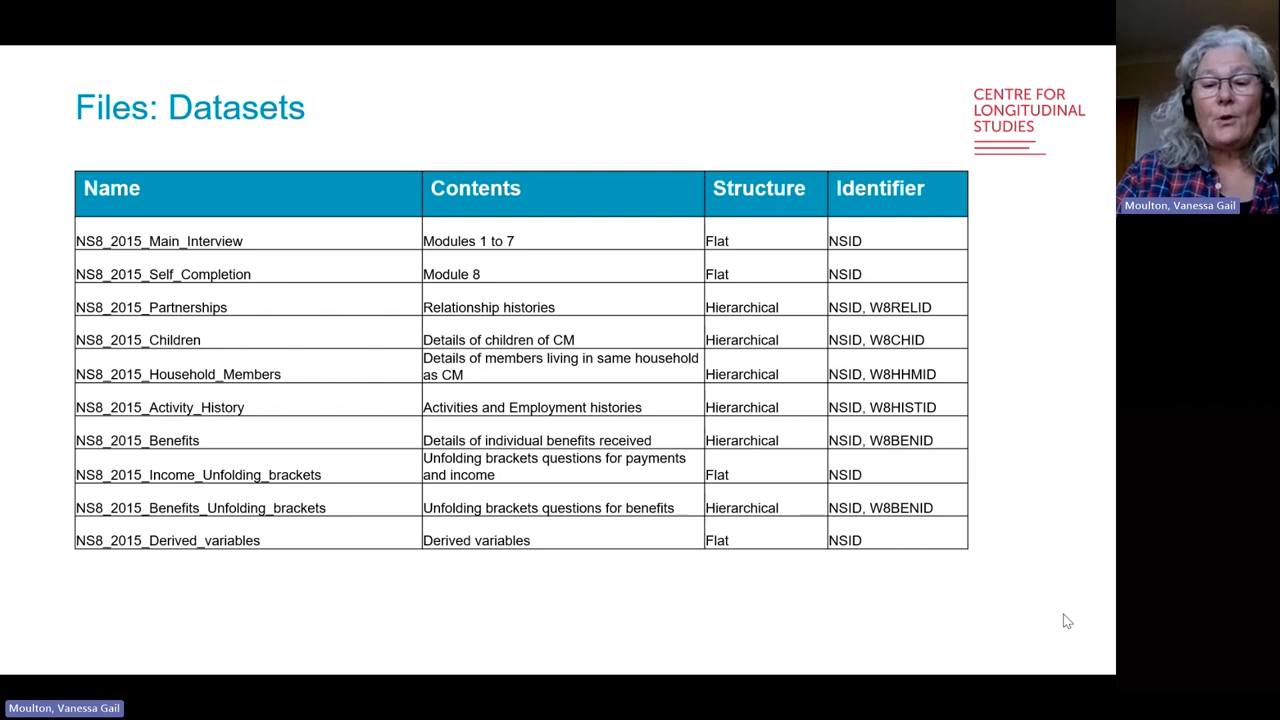 Files: Datasets
CENTRE FOR
LONGITUDINAL
STUDIES
Name Contents Structure Identifier
NS8_2015_Main_Interview Modules 1 to 7 Flat NSID
NS8_2015_Self_Completion Module 8 Flat NSID
NS8_2015_Partnerships Relationship histories Hierarchical NSID, W8RELID
NS8_2015_Children Details of children of CM Hierarchical NSID, W8CHID
Details of members living in same household
NS8_2015_Household_Members as CM Hierarchical NSID, W8HHMID
NS8_2015_Activity_History Activities and Employment histories Hierarchical NSID, W8HISTID
NS8_2015_Benefits Details of individual benefits received Hierarchical NSID, W8BENID
Unfolding brackets questions for payments
NS8_2015_Income_Unfolding_brackets and income Flat NSID
NS8_2015_Benefits_Unfolding_brackets Unfolding brackets questions for benefits Hierarchical NSID, W8BENID
NS8_2015_Derived_variables Derived variables Flat NSID
Moulton, Vanessa Gail
Moulton, Vanessa Gail